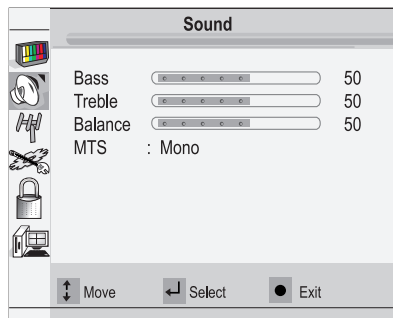 Sound
Bass 50
Treble 50
Balance 50
MTS : Mono
Move Select Exit